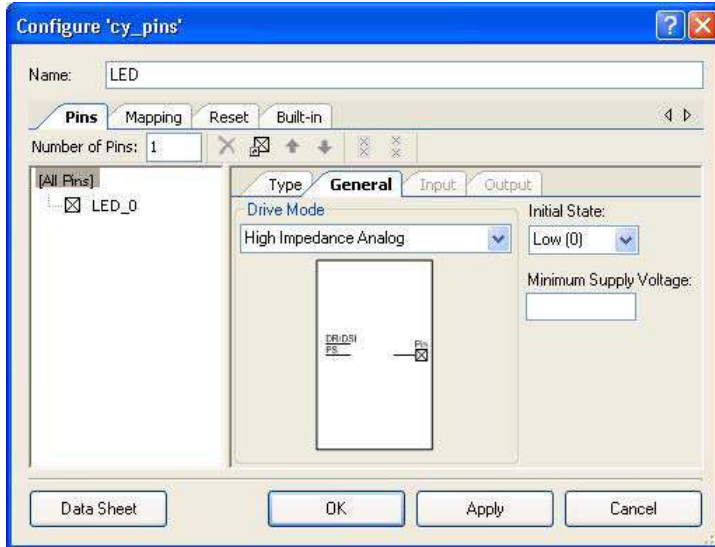 Configure 'cy_pins'
Name: LED
Pins Mapping Reset Built-in
Number of Pins: 1
[All Pins]
LED_0
Type General Input Output
Drive Mode
High Impedance Analog
Initial State:
Low (0)
Minimum Supply Voltage:
DR/DSI
PS
Pin
Data Sheet OK Apply Cancel